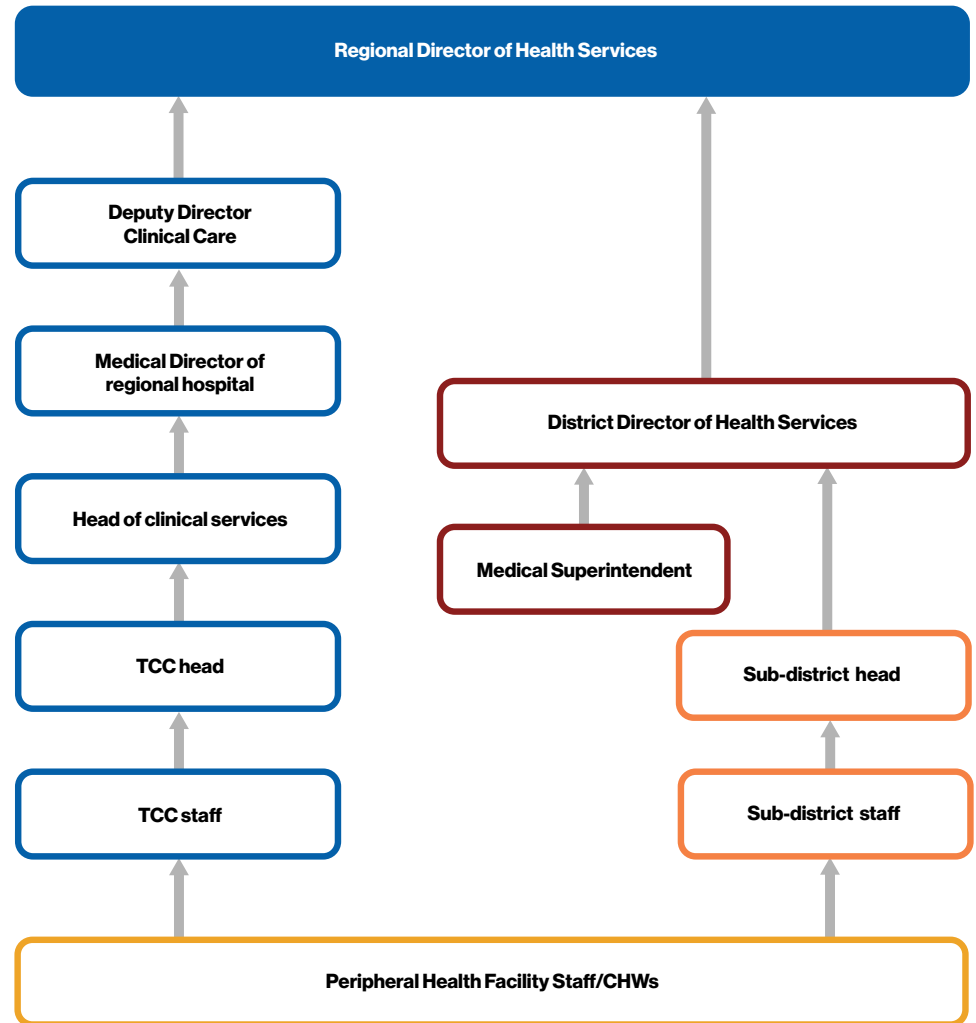 Regional Director of Health Services
Deputy Director
Clinical Care
Medical Director of
regional hospital
District Director of Health Services
Head of clinical services
Medical Superintendent
TCC head
Sub-district head
TCC staff
Sub-district staff
Peripheral Health Facility Staff/CHWs